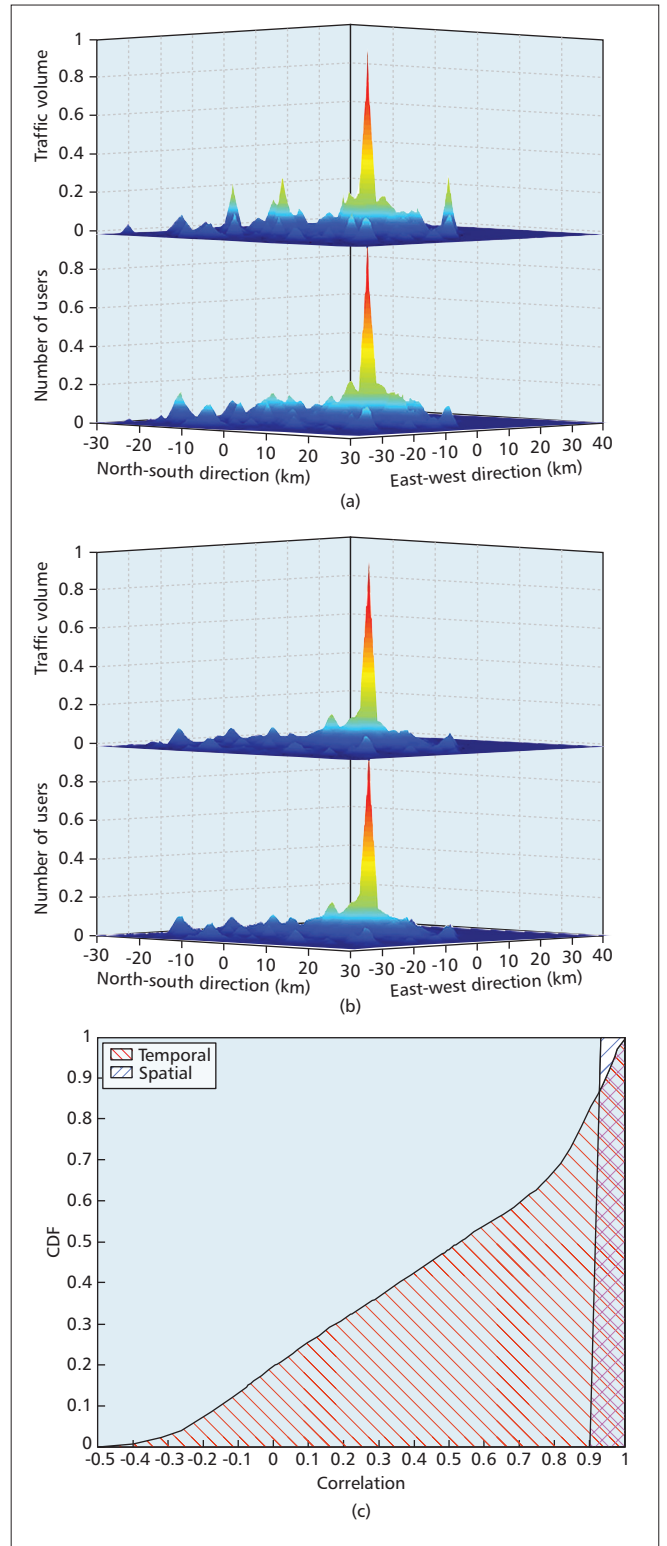 1
0.8
0.6
0.4
0.2
0
Traffic volume
0.8
0.6
0.4
0.2
0
Number of users
-30 -20 -10 0 10 20 30 -30 -20 -10 0 10 20 30 40
North-south direction (km) East-west direction (km)
(a)
1
0.8
0.6
0.4
0.2
0
Traffic volume
0.8
0.6
0.4
0.2
0
Number of users
-30 -20 -10 0 10 20 30 -30 -20 -10 0 10 20 30 40
North-south direction (km) East-west direction (km)
(b)
1
0.9
0.8
0.7
0.6
0.5
0.4
0.3
0.2
0.1
0
CDF
Temporal
Spatial
-0.5 -0.4 -0.3 -0.2 -0.1 0 0.1 0.2 0.3 0.4 0.5 0.6 0.7 0.8 0.9 1
Correlation
(c)